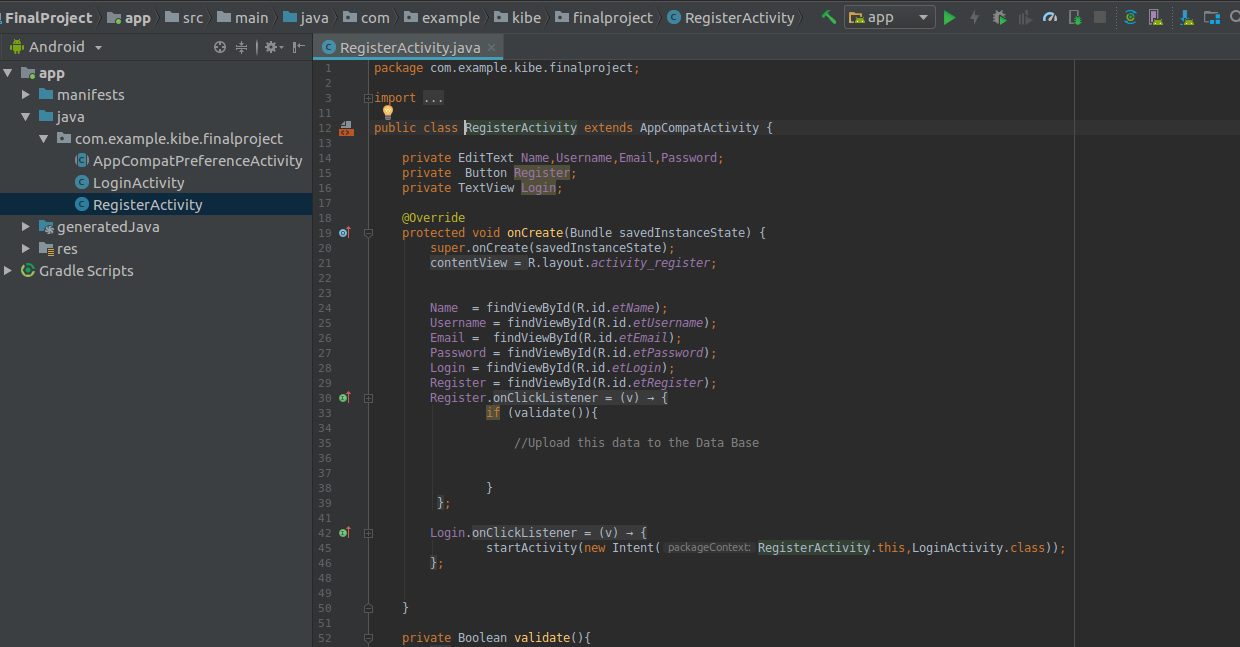 FinalProject app src main java com example kibe finalproject RegisterActivity app
Android RegisterActivity.java
app
manifests
java
com.example.kibe.finalproject
AppCompatPreferenceActivity
LoginActivity
RegisterActivity
generatedJava
res
Gradle Scripts
1 package com.example.kibe.finalproject;
2
3 import ...
11
12 public class RegisterActivity extends AppCompatActivity {
13
14 private EditText Name,Username,Email,Password;
15 private Button Register;
16 private TextView Login;
17
18 @Override
19 protected void onCreate(Bundle savedInstanceState) {
20 super.onCreate(savedInstanceState);
21 contentView = R.layout.activity_register;
22
23
24 Name = findViewById(R.id.etName);
25 Username = findViewById(R.id.etUsername);
26 Email = findViewById(R.id.etEmail);
27 Password = findViewById(R.id.etPassword);
28 Login = findViewById(R.id.etLogin);
29 Register = findViewById(R.id.etRegister);
30 Register.onClickListener = (v) → {
33 if (validate()){
34
35 //Upload this data to the Data Base
36
37
38 }
39 };
41
42 Login.onClickListener = (v) → {
45 startActivity(new Intent( packageContext: RegisterActivity.this,LoginActivity.class));
46 };
48
49
50 }
51
52 private Boolean validate(){